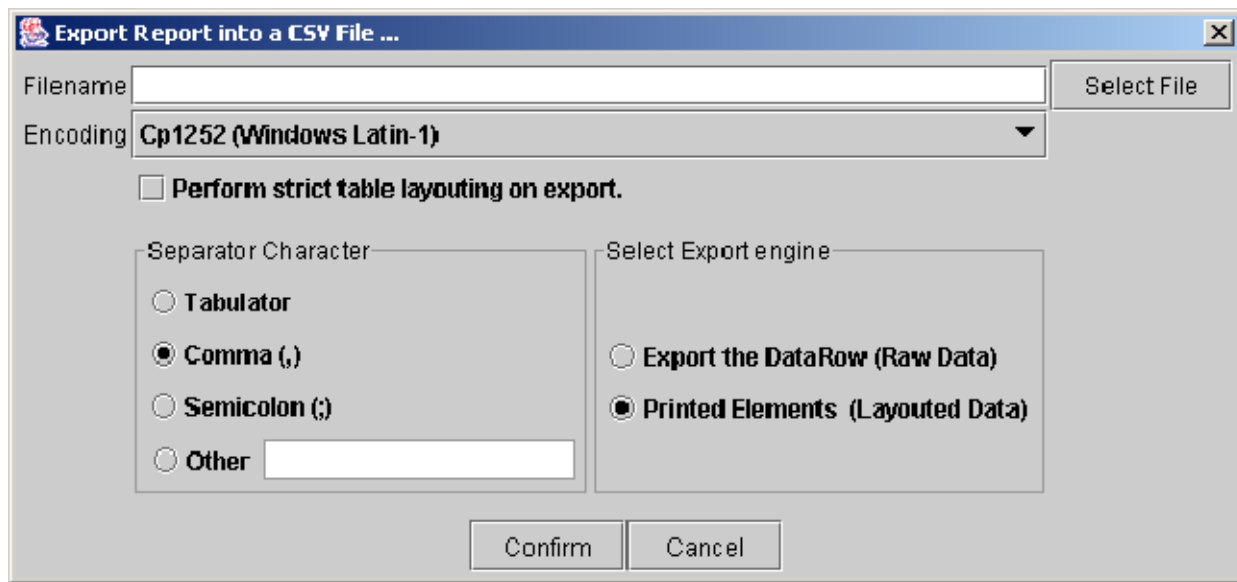 Export Report into a CSV File ...
Filename
Select File
Encoding Cp1252 (Windows Latin-1)
Perform strict table layouting on export.
Separator Character
Tabulator
Comma (,)
Semicolon (;)
Other
Select Export engine
Export the DataRow (Raw Data)
Printed Elements (Layouted Data)
Confirm
Cancel